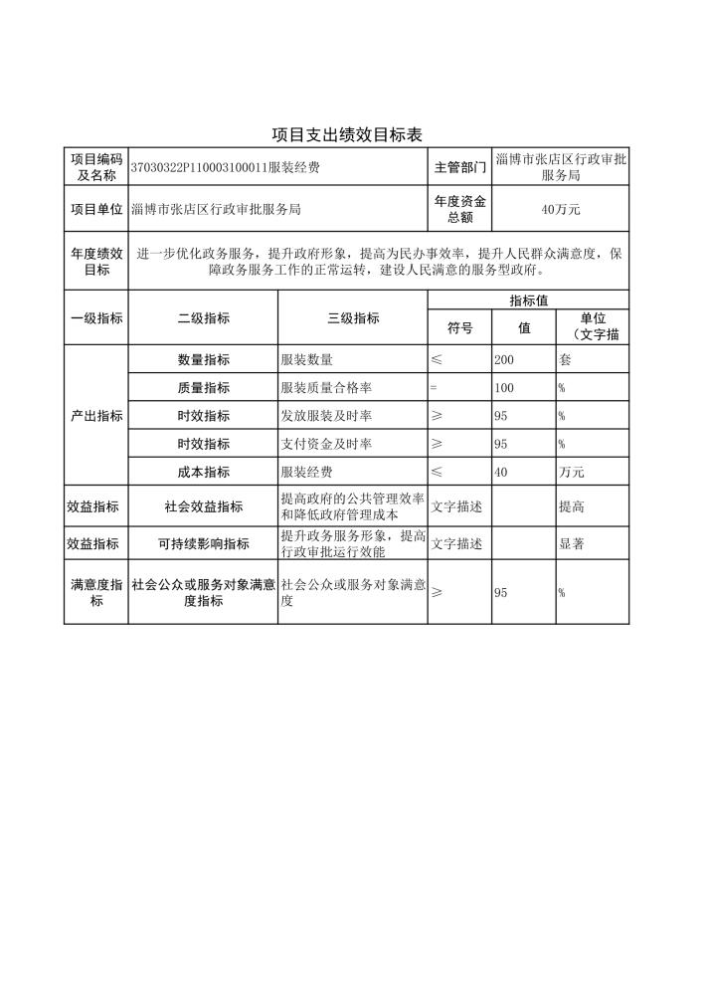 项目支出绩效目标表
项目编码
及名称
37030322P110003100011服装经费
主管部门
淄博市张店区行政审批
服务局
项目单位
淄博市张店区行政审批服务局
年度资金
总额
40万元
年度绩效
目标
进一步优化政务服务，提升政府形象，提高为民办事效率，提升人民群众满意度，保
障政务服务工作的正常运转，建设人民满意的服务型政府。
一级指标
二级指标
三级指标
指标值
符号
值
单位
（文字描
产出指标
数量指标
服装数量
≤
200
套
质量指标
服装质量合格率
=
100
%
时效指标
发放服装及时率
≥
95
%
时效指标
支付资金及时率
≥
95
%
成本指标
服装经费
≤
40
万元
效益指标
社会效益指标
提高政府的公共管理效率
和降低政府管理成本
文字描述
提高
效益指标
可持续影响指标
提升政务服务形象，提高
行政审批运行效能
文字描述
显著
满意度指
标
社会公众或服务对象满意
度指标
社会公众或服务对象满意
度
≥
95
%